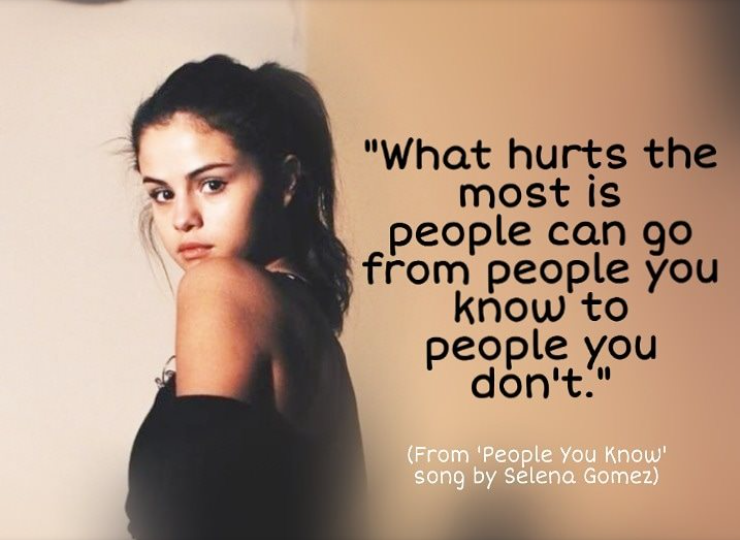 "What hurts the
most is
people can go
from people you
know to
people you
don't."
(From 'People You Know'
song by Selena Gomez)